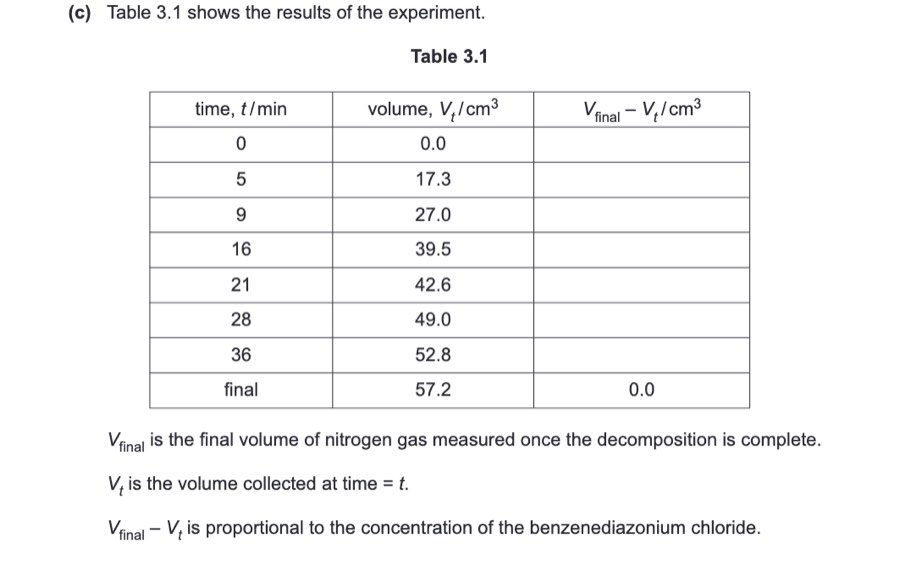 (c) Table 3.1 shows the results of the experiment.
Table 3.1
time, t/min volume, Vt/cm³ Vfinal – Vt/cm³
0 0.0
5 17.3
9 27.0
16 39.5
21 42.6
28 49.0
36 52.8
final 57.2 0.0
Vfinal is the final volume of nitrogen gas measured once the decomposition is complete.
Vt is the volume collected at time = t.
Vfinal – Vt is proportional to the concentration of the benzenediazonium chloride.